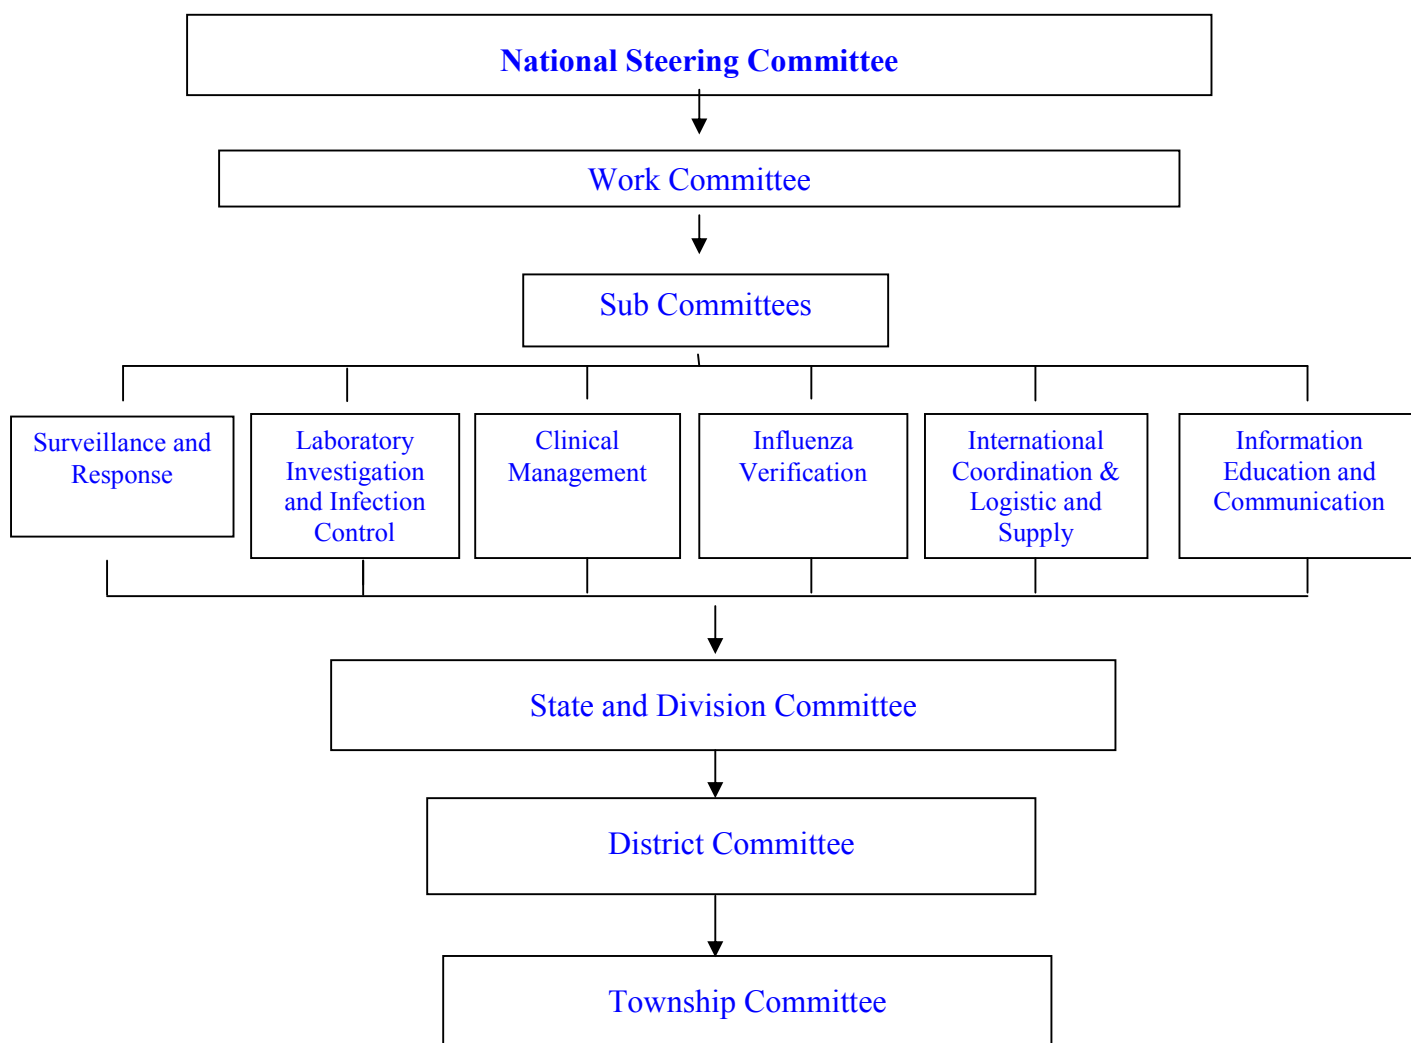 National Steering Committee
Work Committee
Sub Committees
Surveillance and
Response
Laboratory
Investigation
and Infection
Control
Clinical
Management
Influenza
Verification
International
Coordination &
Logistic and
Supply
Information
Education and
Communication
State and Division Committee
District Committee
Township Committee